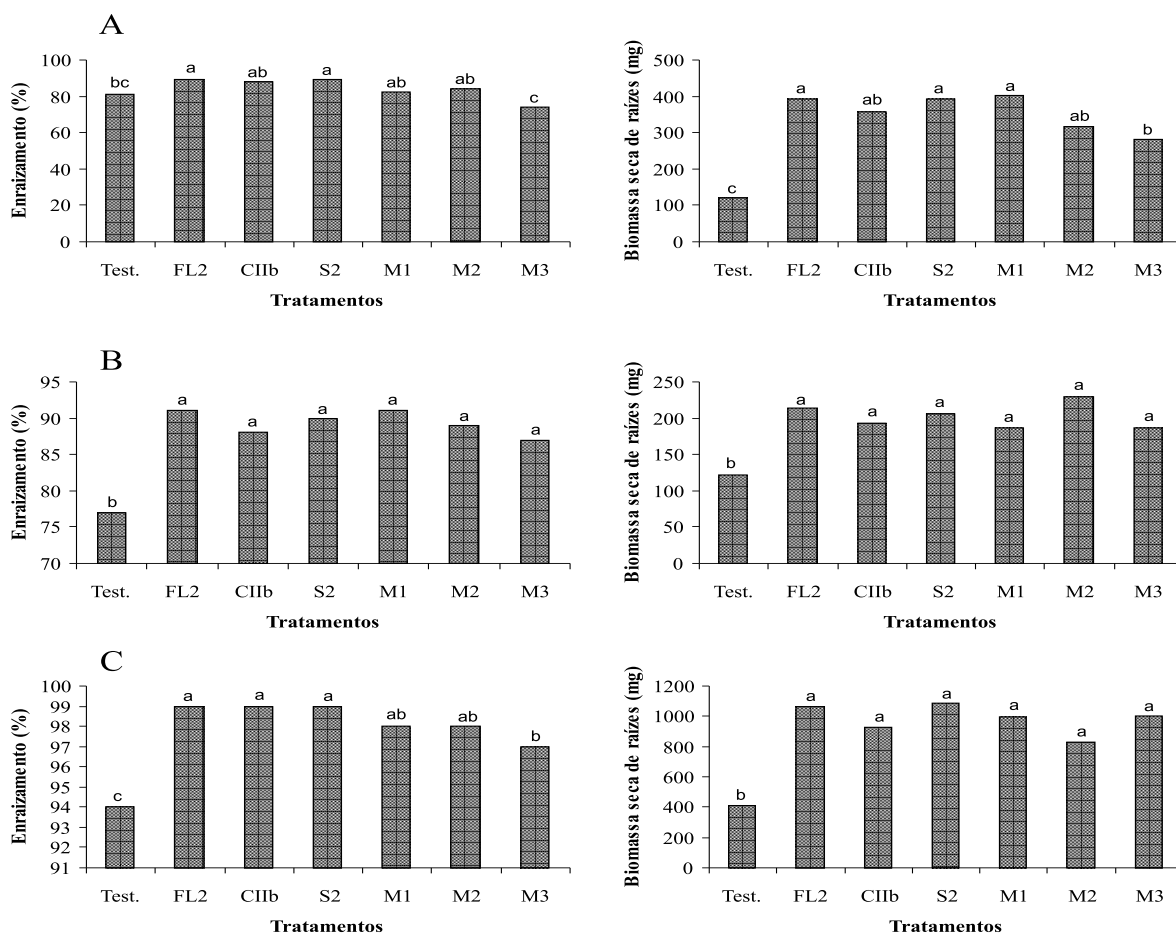 A
Enraizamento (%)
100
80
60
40
20
0
bc
a
ab
a
ab
ab
c
Test. FL2 CIIb S2 M1 M2 M3
Tratamentos
Biomassa seca de raízes (mg)
500
400
300
200
100
0
c
a
ab
a
a
ab
b
Test. FL2 CIIb S2 M1 M2 M3
Tratamentos
B
Enraizamento (%)
95
90
85
80
75
70
b
a
a
a
a
a
a
Test. FL2 CIIb S2 M1 M2 M3
Tratamentos
Biomassa seca de raízes (mg)
250
200
150
100
50
0
b
a
a
a
a
a
a
Test. FL2 CIIb S2 M1 M2 M3
Tratamentos
C
Enraizamento (%)
100
99
98
97
96
95
94
93
92
91
c
a
a
a
ab
ab
b
Test. FL2 CIIb S2 M1 M2 M3
Tratamentos
Biomassa seca de raízes (mg)
1200
1000
800
600
400
200
0
b
a
a
a
a
a
a
Test. FL2 CIIb S2 M1 M2 M3
Tratamentos